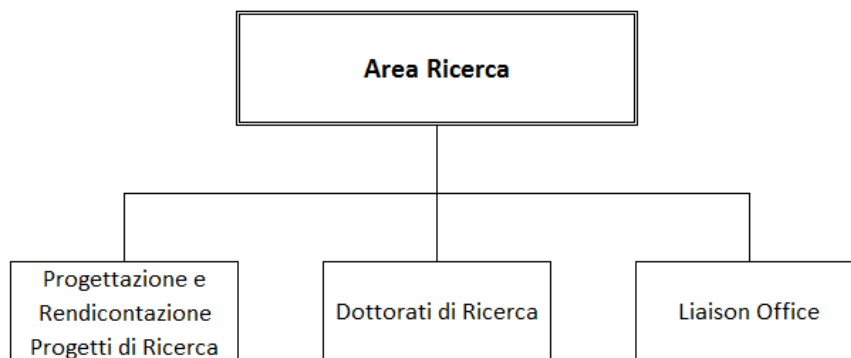 Area Ricerca
Progettazione e
Rendicontazione
Progetti di Ricerca
Dottorati di Ricerca
Liaison Office